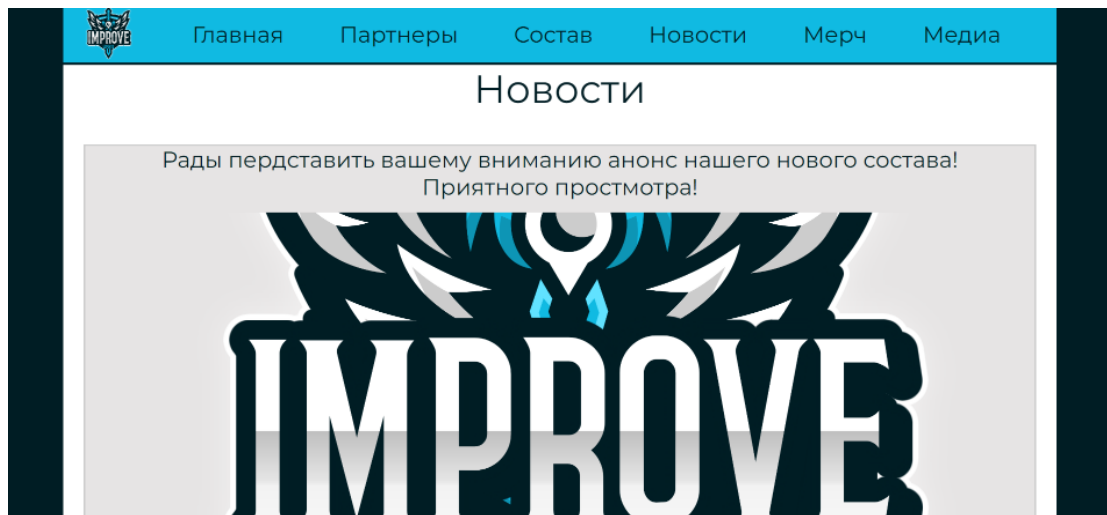 IMPROVE
Главная Партнеры Состав Новости Мерч Медиа
Новости
Рады пердставить вашему вниманию анонс нашего нового состава!
Приятного простмотра!
IMPROVE